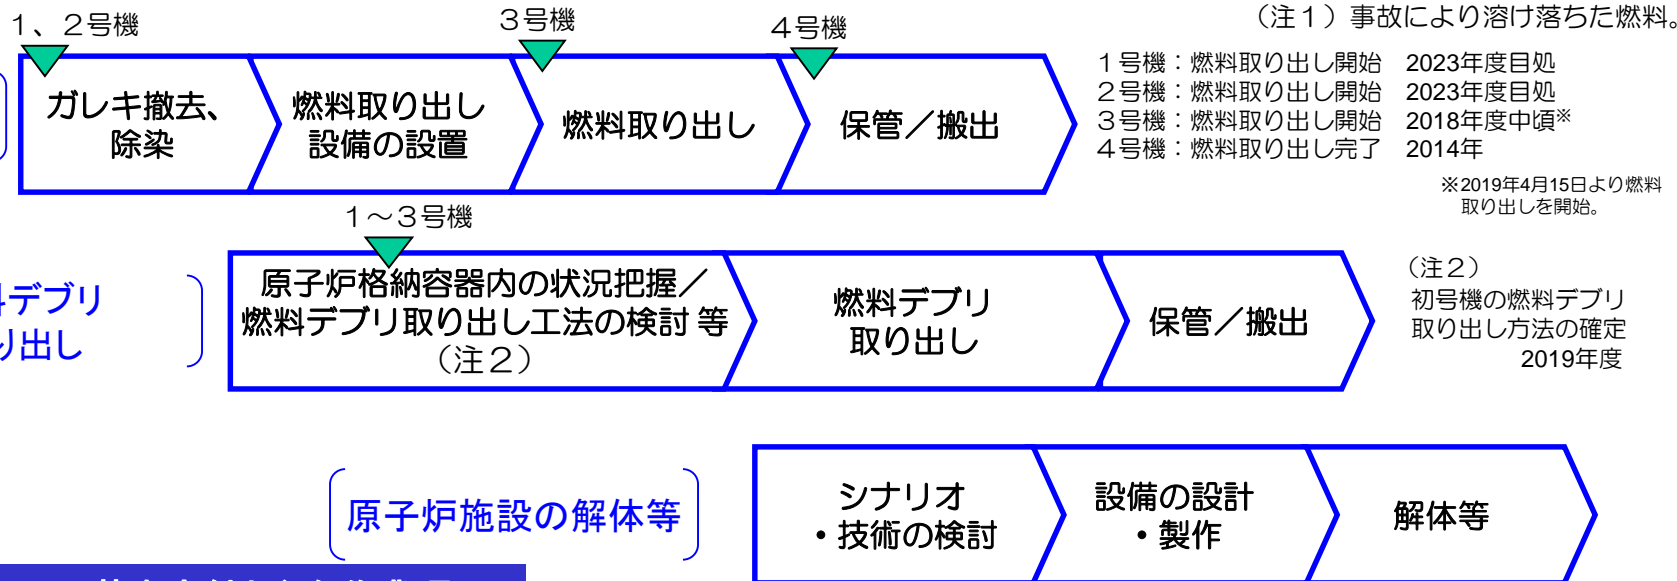 （注１）事故により溶け落ちた燃料。
１、２号機
３号機
４号機
ガレキ撤去、
除染
燃料取り出し
設備の設置
燃料取り出し
保管／搬出
１号機：燃料取り出し開始　2023年度目処
２号機：燃料取り出し開始　2023年度目処
３号機：燃料取り出し開始　2018年度中頃※
４号機：燃料取り出し完了　2014年
※2019年4月15日より燃料
取り出しを開始。
１～３号機
料デブリ
り出し
原子炉格納容器内の状況把握／
燃料デブリ取り出し工法の検討 等
（注２）
燃料デブリ
取り出し
保管／搬出
（注２）
初号機の燃料デブリ
取り出し方法の確定
2019年度
原子炉施設の解体等
シナリオ
・技術の検討
設備の設計
・製作
解体等